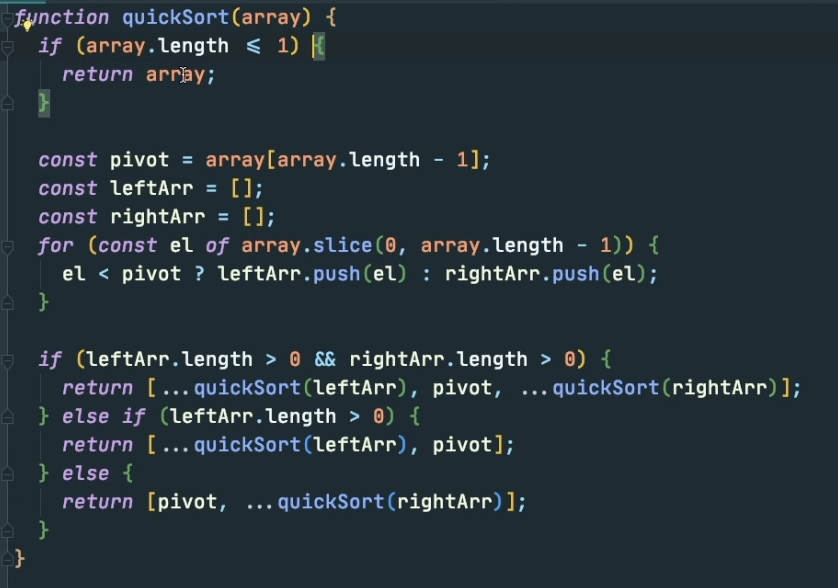 function quickSort(array) {
  if (array.length ≤ 1) {
    return array;
  }

  const pivot = array[array.length - 1];
  const leftArr = [];
  const rightArr = [];
  for (const el of array.slice(0, array.length - 1)) {
    el < pivot ? leftArr.push(el) : rightArr.push(el);
  }

  if (leftArr.length > 0 && rightArr.length > 0) {
    return [...quickSort(leftArr), pivot, ...quickSort(rightArr)];
  } else if (leftArr.length > 0) {
    return [...quickSort(leftArr), pivot];
  } else {
    return [pivot, ...quickSort(rightArr)];
  }
}